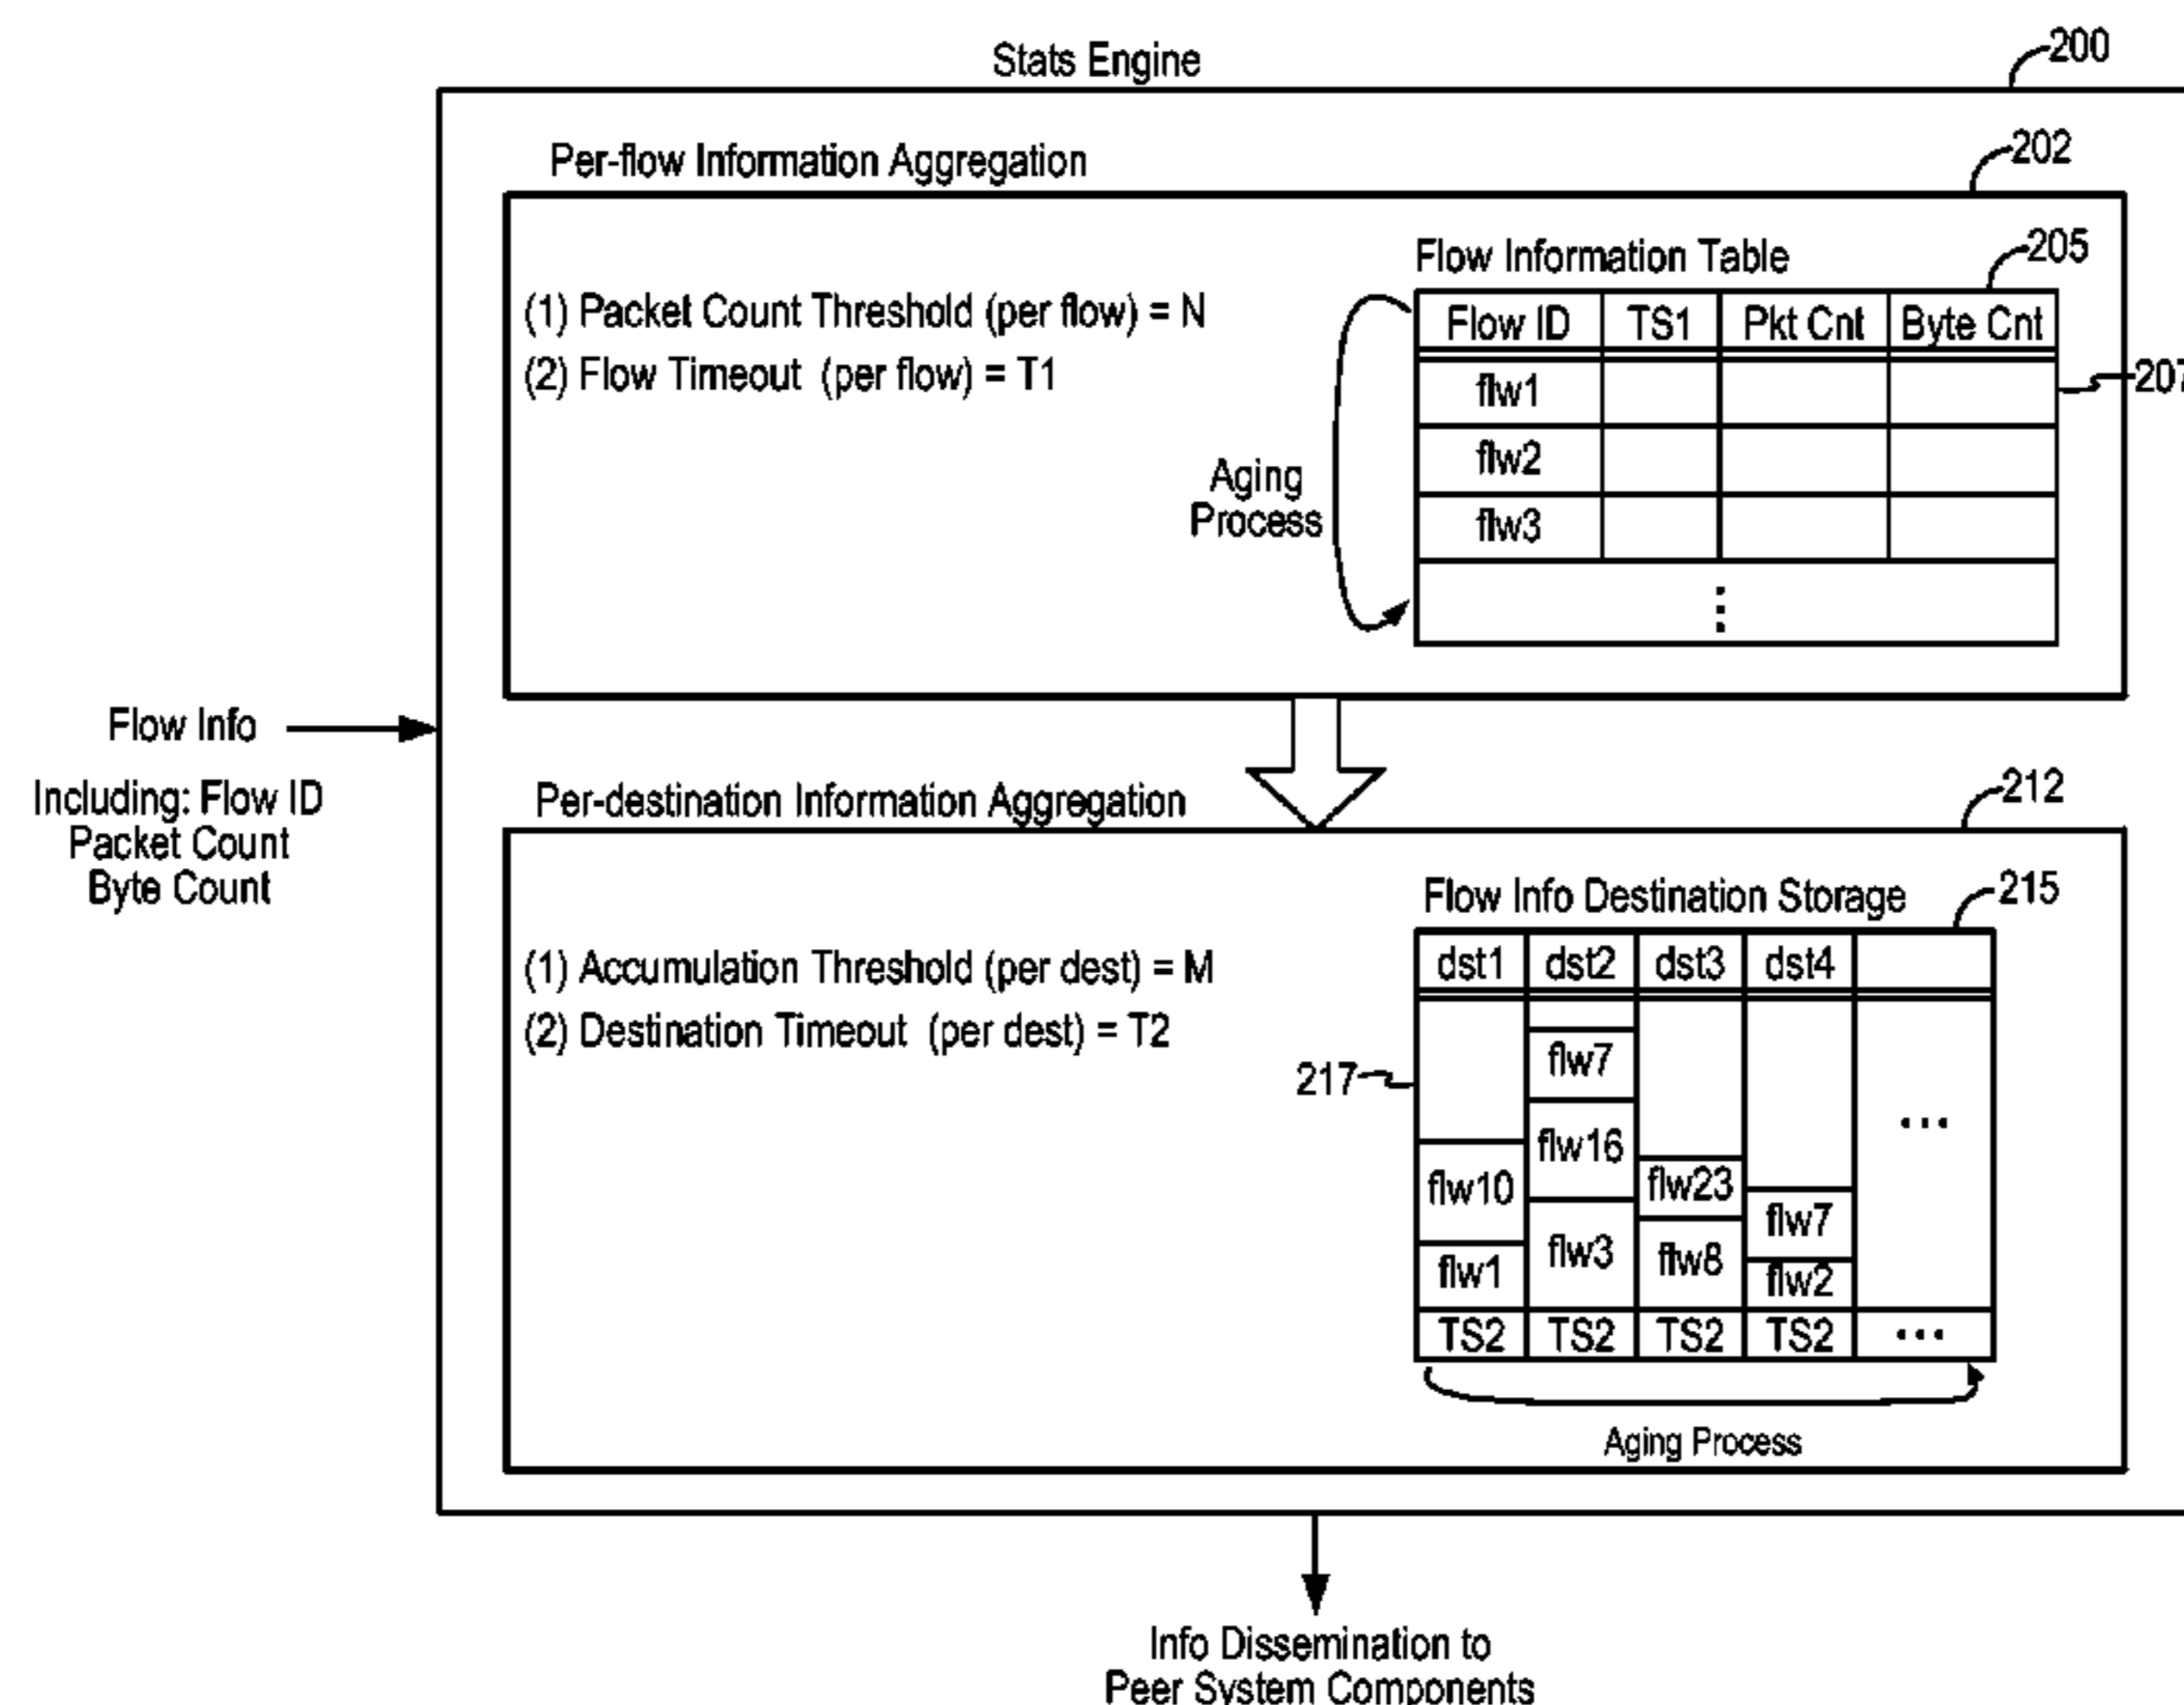 Stats Engine
200
Per-flow Information Aggregation
202
(1) Packet Count Threshold (per flow) = N
(2) Flow Timeout (per flow) = T1
Flow Information Table
205
Flow ID TS1 Pkt Cnt Byte Cnt
flw1
207
flw2
flw3
Aging
Process
Flow Info
Including: Flow ID
Packet Count
Byte Count
Per-destination Information Aggregation
212
(1) Accumulation Threshold (per dest) = M
(2) Destination Timeout (per dest) = T2
Flow Info Destination Storage
215
dst1 dst2 dst3 dst4
217
flw7
flw16
flw10 flw23
flw7
flw1 flw3 flw8 flw2
TS2 TS2 TS2 TS2 ...
Aging Process
Info Dissemination to
Peer System Components